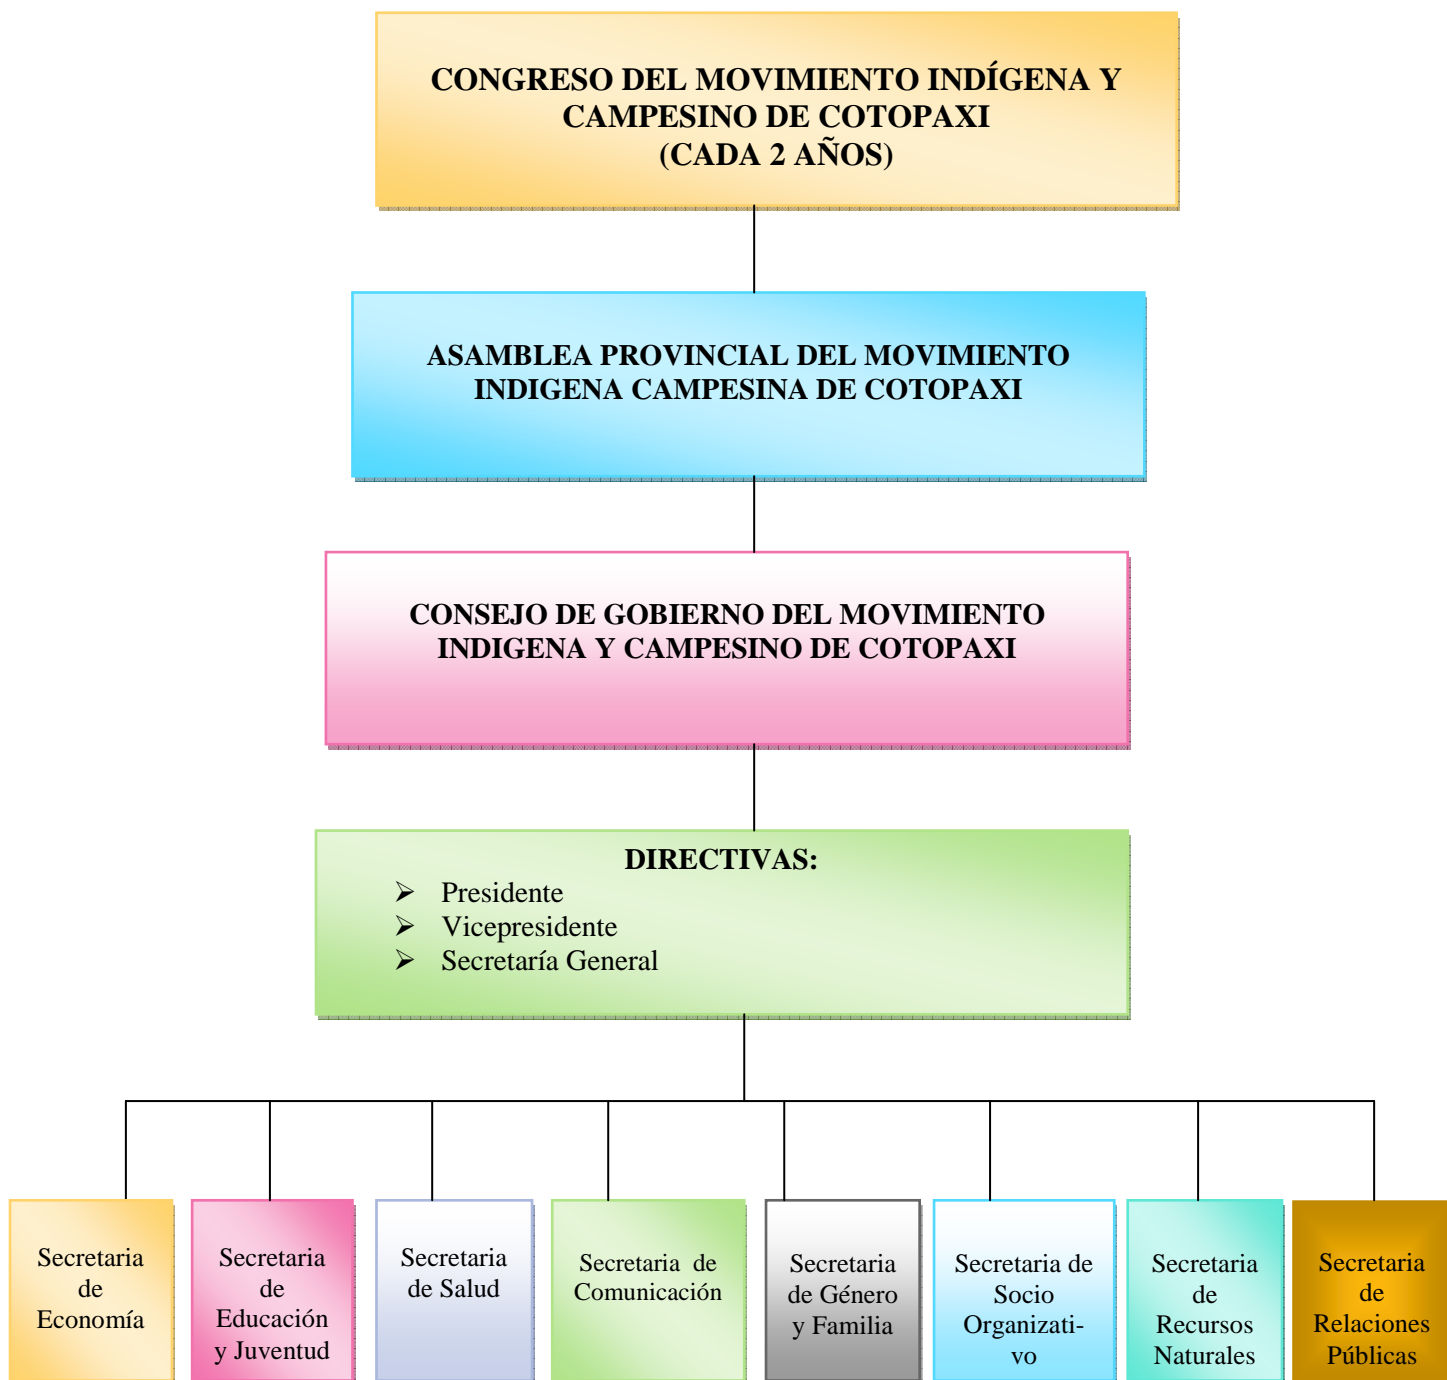 CONGRESO DEL MOVIMIENTO INDÍGENA Y
CAMPESINO DE COTOPAXI
(CADA 2 AÑOS)
ASAMBLEA PROVINCIAL DEL MOVIMIENTO
INDIGENA CAMPESINA DE COTOPAXI
CONSEJO DE GOBIERNO DEL MOVIMIENTO
INDIGENA Y CAMPESINO DE COTOPAXI
DIRECTIVAS:
➢ Presidente
➢ Vicepresidente
➢ Secretaría General
Secretaria
de
Economía
Secretaria
de
Educación
y Juventud
Secretaria
de Salud
Secretaria de
Comunicación
Secretaria
de Género
y Familia
Secretaria de
Socio
Organizati-
vo
Secretaria
de
Recursos
Naturales
Secretaria
de
Relaciones
Públicas